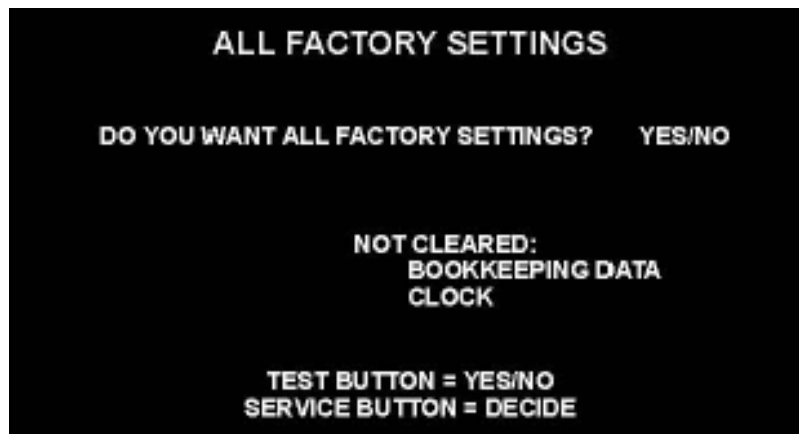 ALL FACTORY SETTINGS
DO YOU WANT ALL FACTORY SETTINGS? YES/NO
NOT CLEARED:
BOOKKEEPING DATA
CLOCK
TEST BUTTON = YES/NO
SERVICE BUTTON = DECIDE